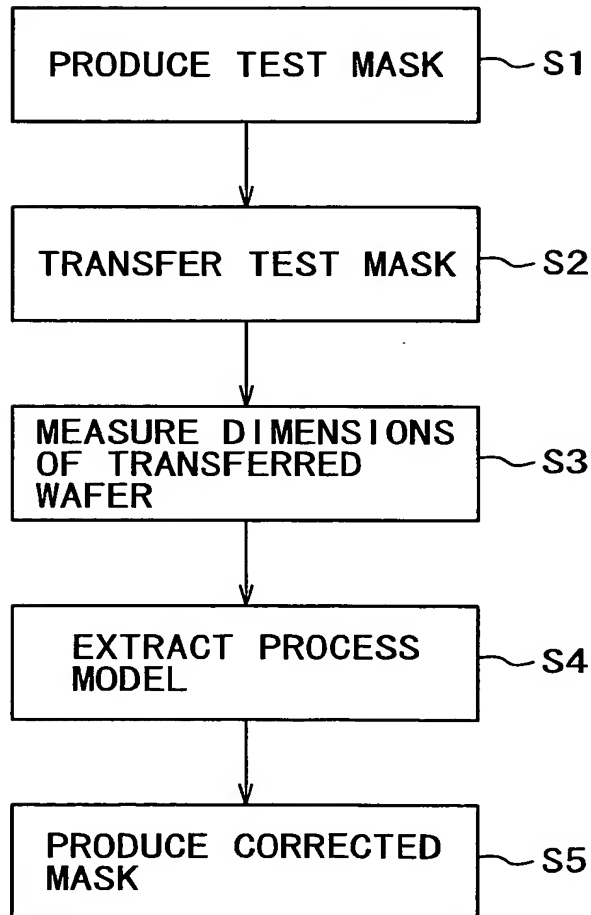 PRODUCE TEST MASK
S1
TRANSFER TEST MASK
S2
MEASURE DIMENSIONS
OF TRANSFERRED
WAFER
S3
EXTRACT PROCESS
MODEL
S4
PRODUCE CORRECTED
MASK
S5